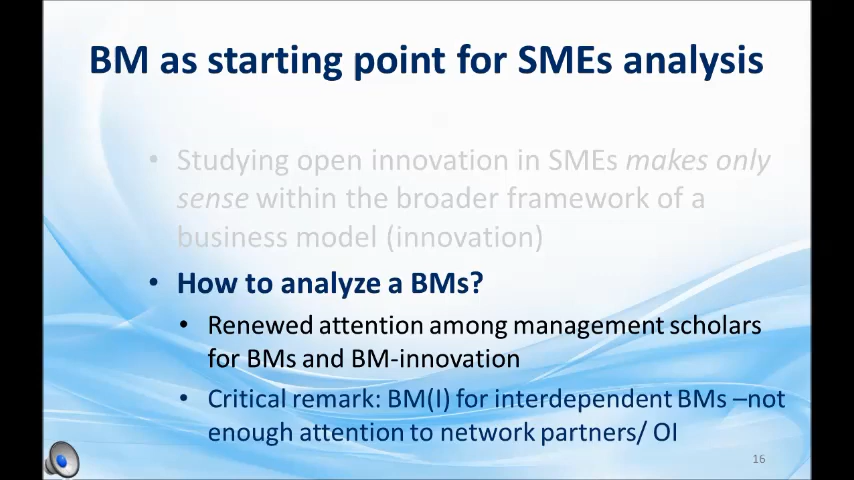 BM as starting point for SMEs analysis
• Studying open innovation in SMEs makes only
sense within the broader framework of a
business model (innovation)
• How to analyze a BMs?
• Renewed attention among management scholars
for BMs and BM-innovation
• Critical remark: BM(I) for interdependent BMs –not
enough attention to network partners/ OI
16